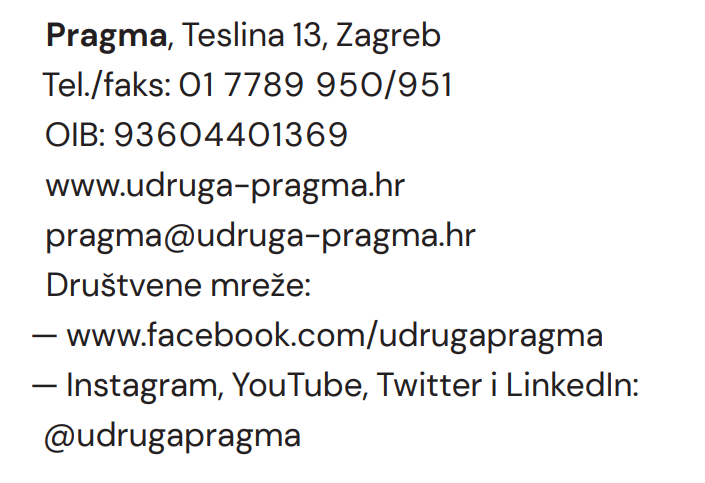 Pragma, Teslina 13, Zagreb
Tel./faks: 01 7789 950/951
OIB: 93604401369
www.udruga-pragma.hr
pragma@udruga-pragma.hr
Društvene mreže:
— www.facebook.com/udrugapragma
— Instagram, YouTube, Twitter i LinkedIn:
@udrugapragma